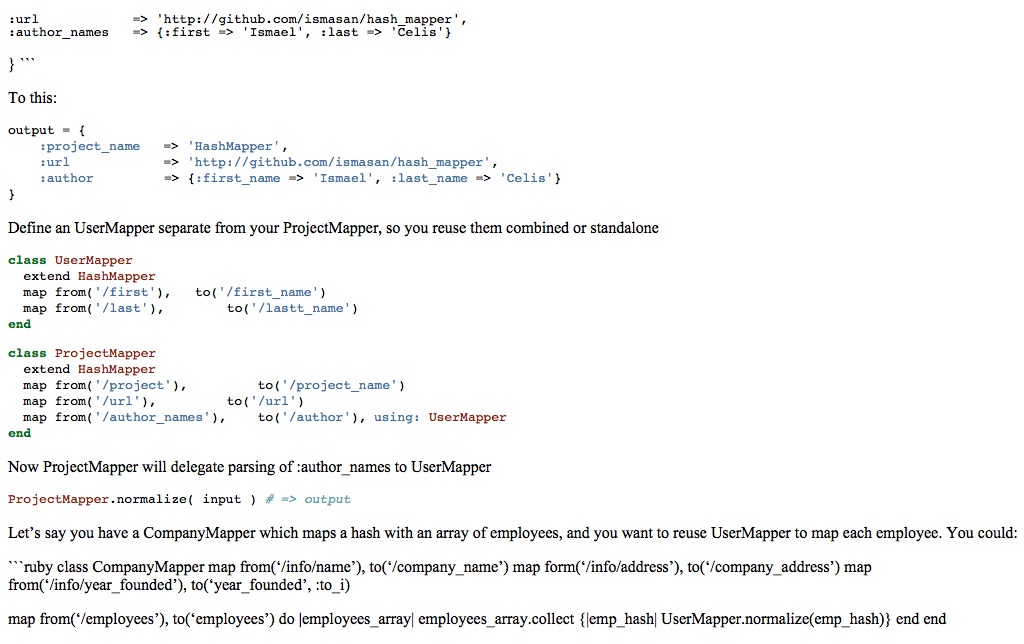 :url            => 'http://github.com/ismasan/hash_mapper',
:author_names   => {:first => 'Ismael', :last => 'Celis'}
} ```
To this:
output = {
    :project_name   => 'HashMapper',
    :url            => 'http://github.com/ismasan/hash_mapper',
    :author         => {:first_name => 'Ismael', :last_name => 'Celis'}
}
Define an UserMapper separate from your ProjectMapper, so you reuse them combined or standalone
class UserMapper
  extend HashMapper
  map from('/first'),   to('/first_name')
  map from('/last'),        to('/lastt_name')
end
class ProjectMapper
  extend HashMapper
  map from('/project'),         to('/project_name')
  map from('/url'),         to('/url')
  map from('/author_names'),    to('/author'), using: UserMapper
end
Now ProjectMapper will delegate parsing of :author_names to UserMapper
ProjectMapper.normalize( input ) # => output
Let’s say you have a CompanyMapper which maps a hash with an array of employees, and you want to reuse UserMapper to map each employee. You could:
```ruby class CompanyMapper map from(‘/info/name’), to(‘/company_name’) map form(‘/info/address’), to(‘/company_address’) map
from(‘/info/year_founded’), to(‘year_founded’, :to_i)
map from(‘/employees’), to(‘employees’) do |employees_array| employees_array.collect {|emp_hash| UserMapper.normalize(emp_hash)} end end